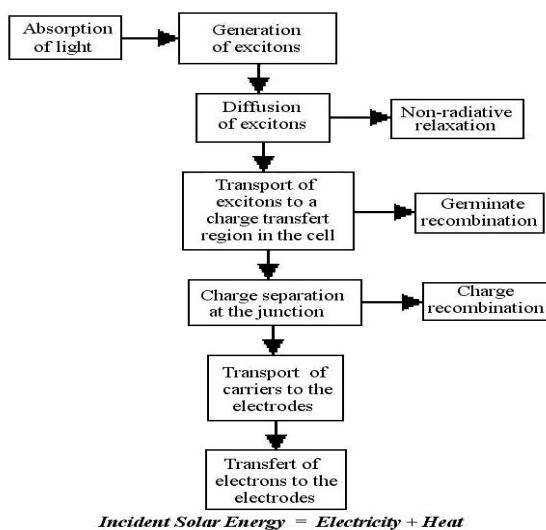 Absorption
of light
Generation
of excitons
Diffusion
of excitons
Non-radiative
relaxation
Transport of
excitons to a
charge transfert
region in the cell
Germinate
recombination
Charge separation
at the junction
Charge
recombination
Transport of
carriers to the
electrodes
Transfert of
electrons to the
electrodes
Incident Solar Energy = Electricity + Heat